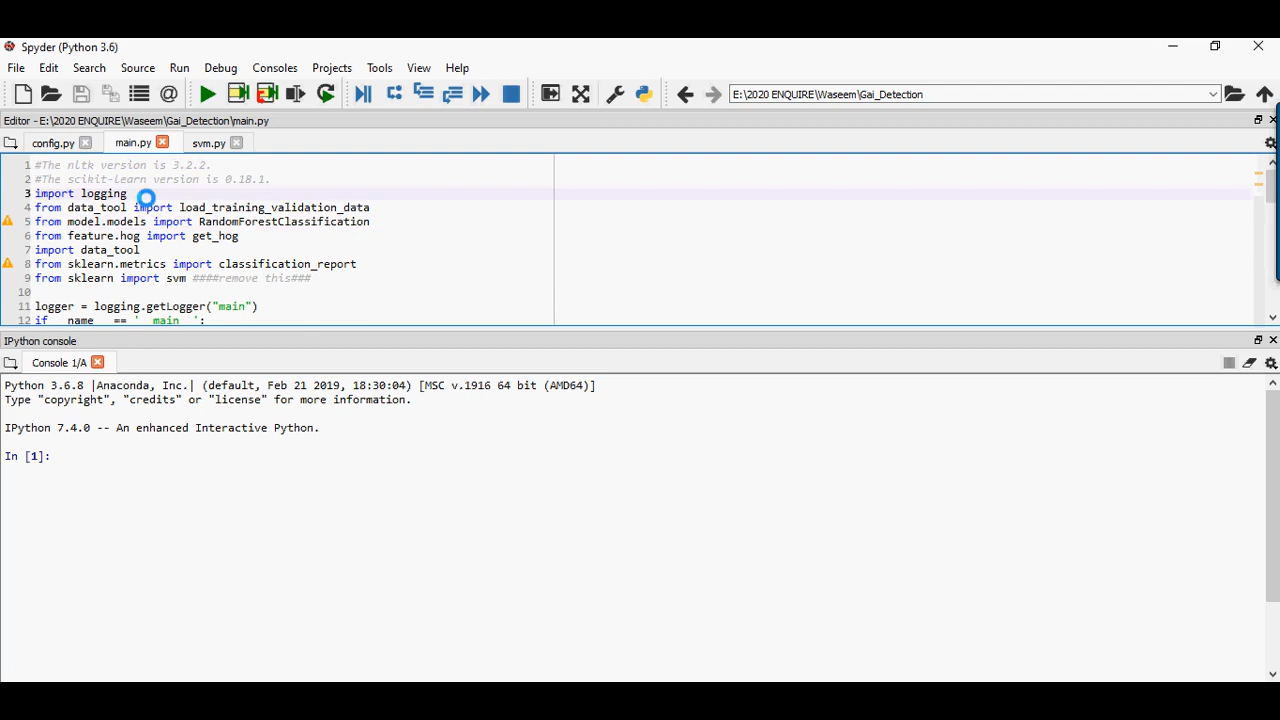 Spyder (Python 3.6)
File Edit Search Source Run Debug Consoles Projects Tools View Help
E:\2020 ENQUIRE\Waseem\Gai_Detection
Editor - E:\2020 ENQUIRE\Waseem\Gai_Detection\main.py
config.py main.py svm.py
1 #The nltk version is 3.2.2.
2 #The scikit-learn version is 0.18.1.
3 import logging
4 from data_tool import load_training_validation_data
5 from model.models import RandomForestClassification
6 from feature.hog import get_hog
7 import data_tool
8 from sklearn.metrics import classification_report
9 from sklearn import svm ####remove this###
10
11 logger = logging.getLogger("main")
12 if __name__ == '__main__':
IPython console
Console 1/A
Python 3.6.8 |Anaconda, Inc.| (default, Feb 21 2019, 18:30:04) [MSC v.1916 64 bit (AMD64)]
Type "copyright", "credits" or "license" for more information.
IPython 7.4.0 -- An enhanced Interactive Python.
In [1]: